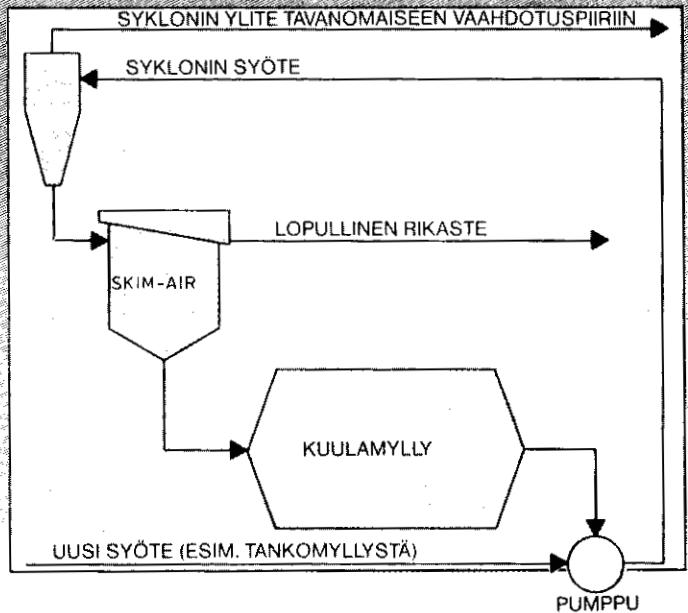 SYKLONIN YLITE TAVANOMAISEEN VAAHDOTUSPIIRIIN
SYKLONIN SYÖTE
LOPULLINEN RIKASTE
SKIM-AIR
KUULAMYLLY
UUSI SYÖTE (ESIM. TANKOMYLLYSTÄ)
PUMPPU